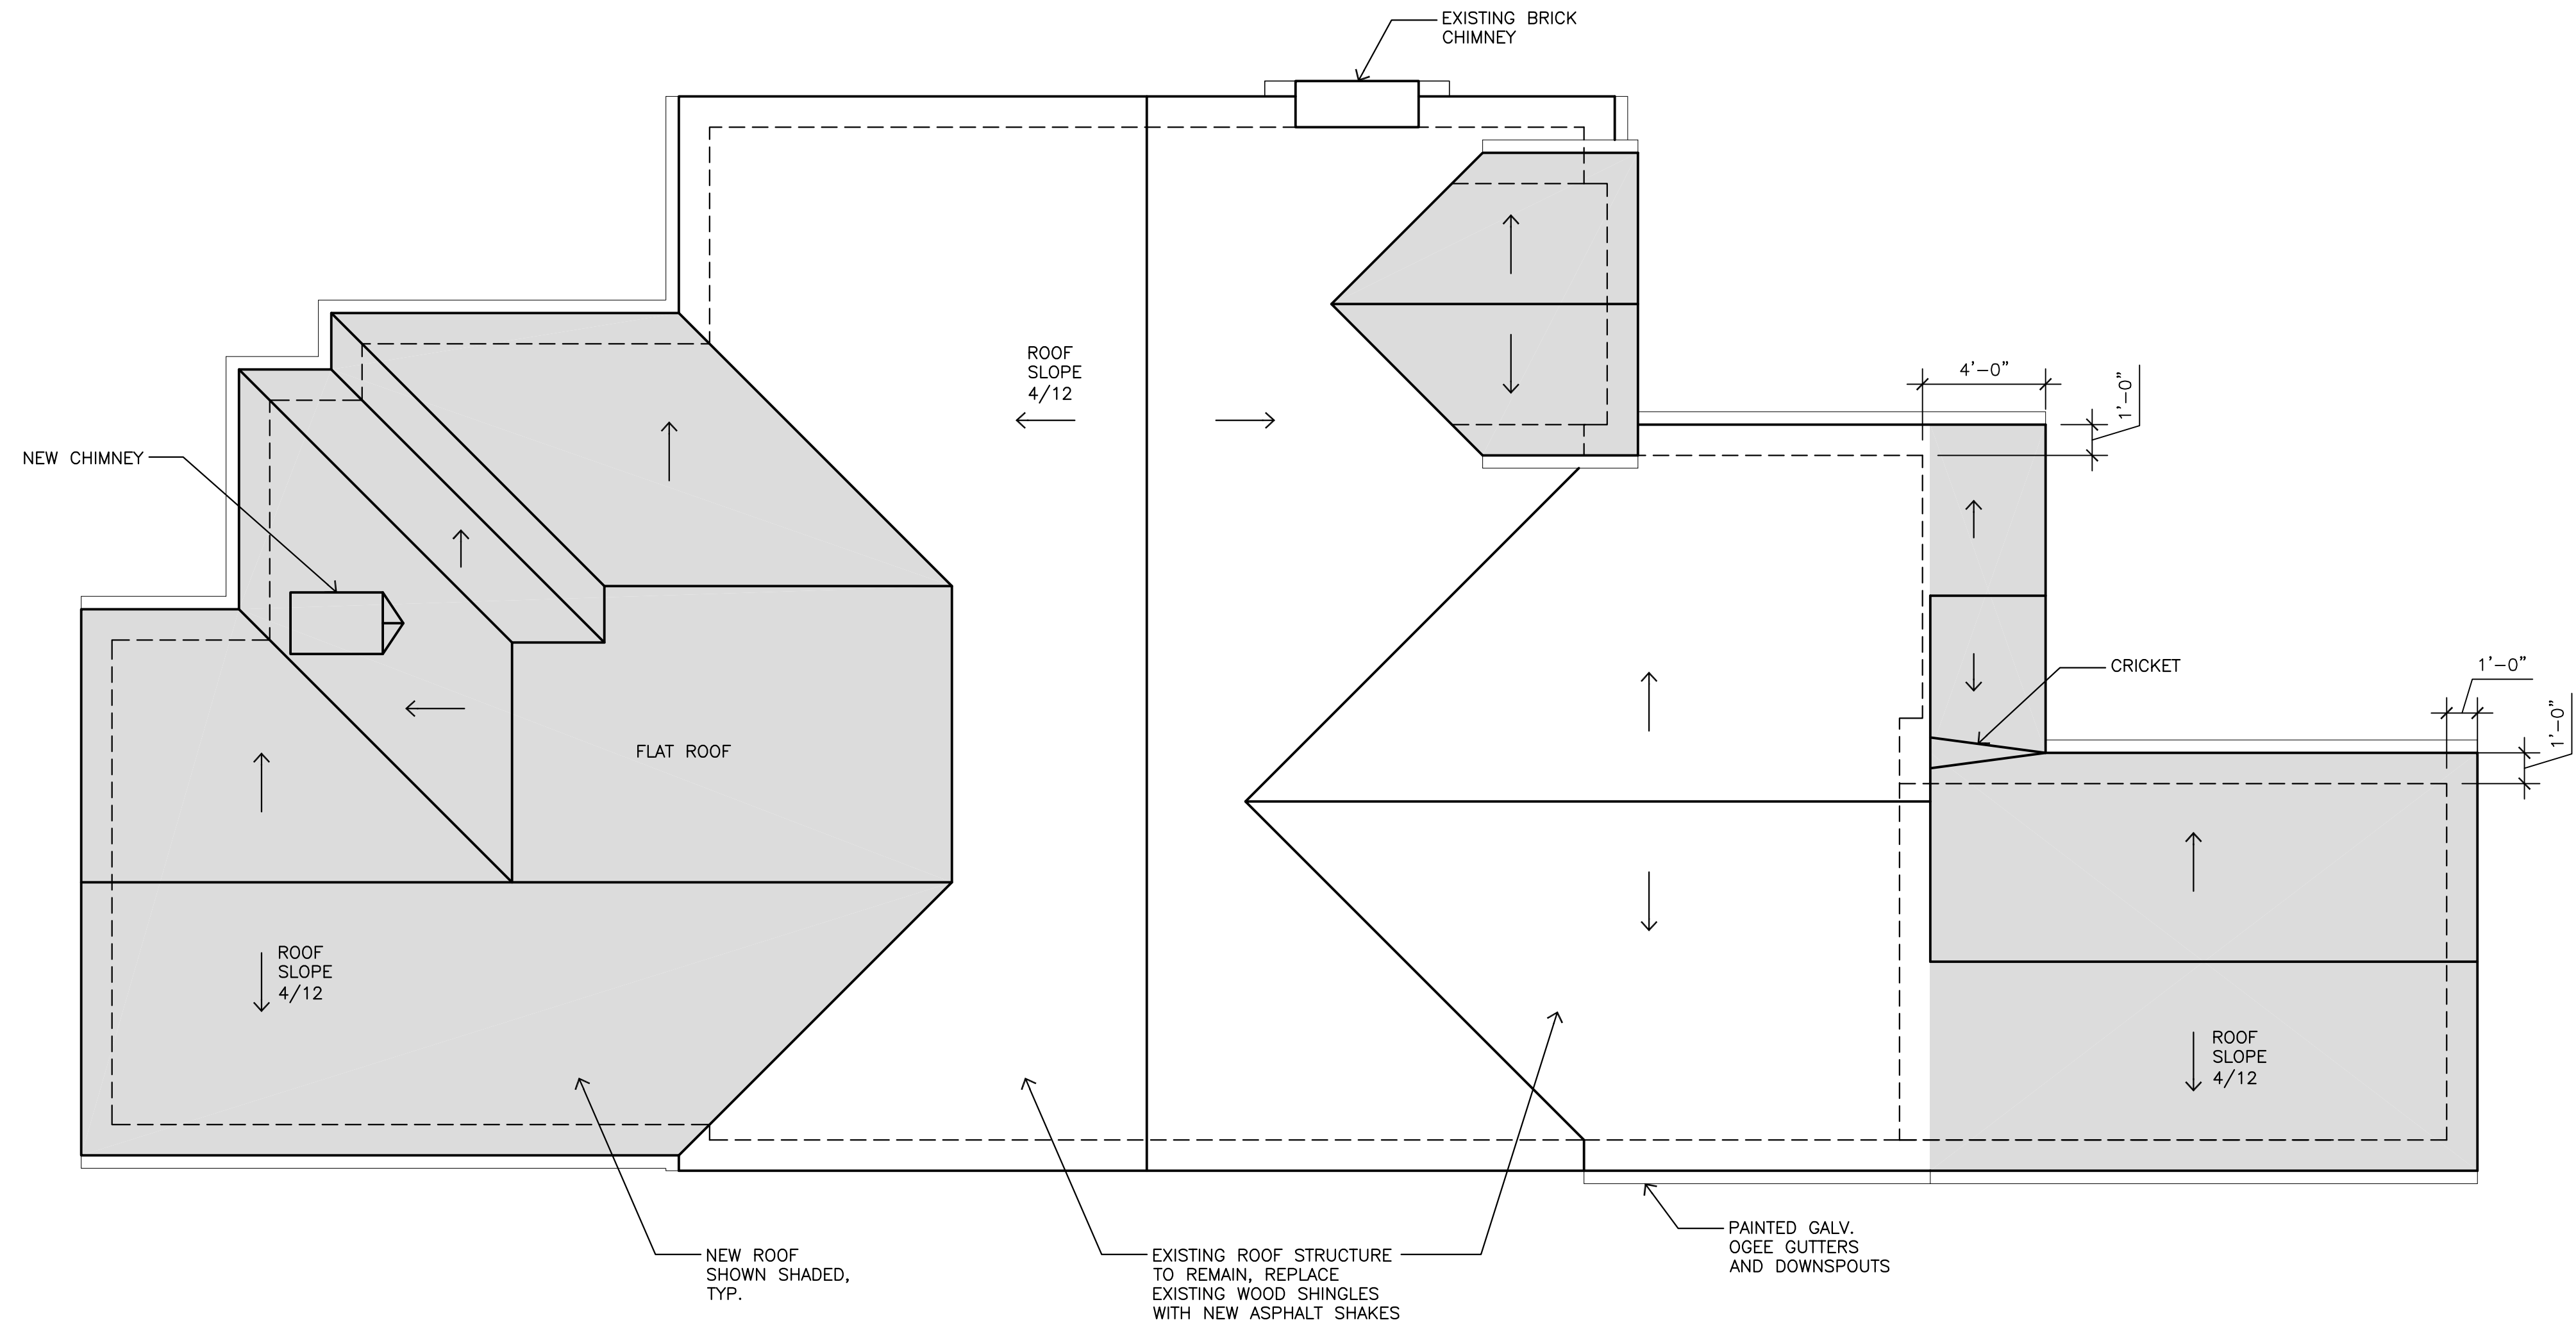 EXISTING BRICK
CHIMNEY
ROOF
SLOPE
4/12
4'-0"
1'-0"
NEW CHIMNEY
CRICKET
1'-0"
1'-0"
FLAT ROOF
ROOF
SLOPE
4/12
ROOF
SLOPE
4/12
NEW ROOF
SHOWN SHADED,
TYP.
EXISTING ROOF STRUCTURE
TO REMAIN, REPLACE
EXISTING WOOD SHINGLES
WITH NEW ASPHALT SHAKES
PAINTED GALV.
OGEE GUTTERS
AND DOWNSPOUTS